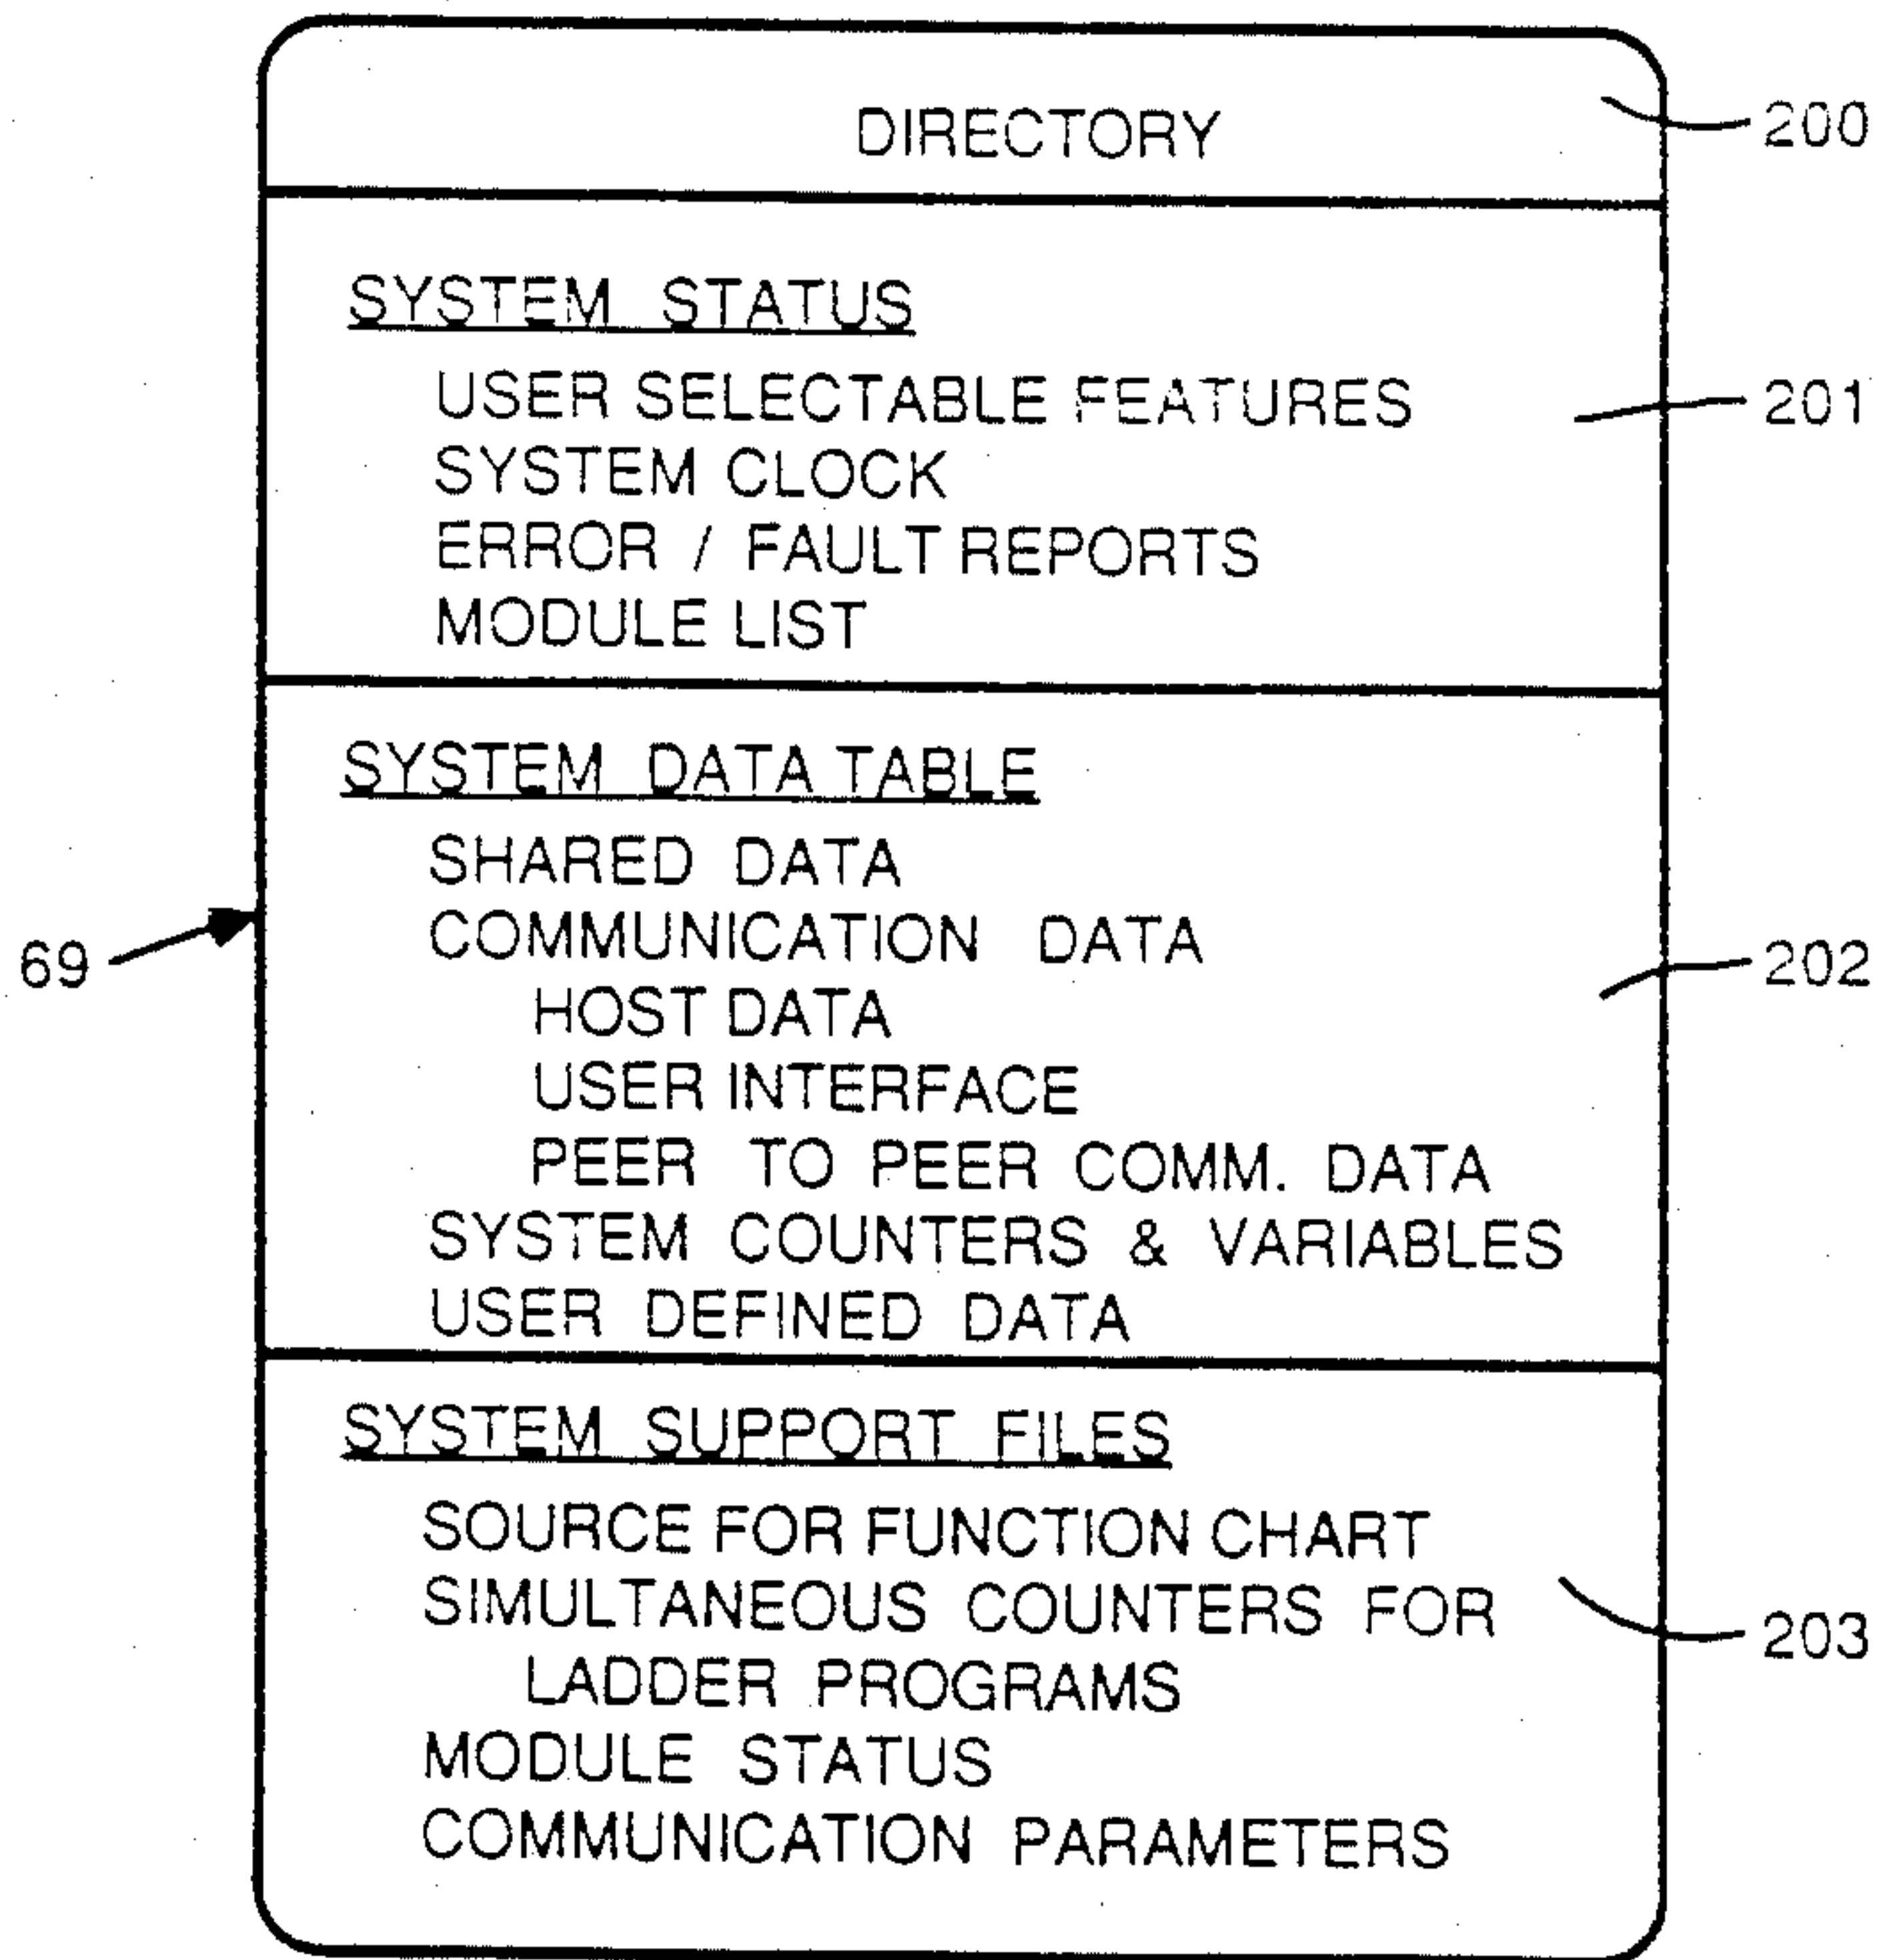 DIRECTORY
200
SYSTEM STATUS
USER SELECTABLE FEATURES
201
SYSTEM CLOCK
ERROR / FAULT REPORTS
MODULE LIST
SYSTEM DATA TABLE
SHARED DATA
COMMUNICATION DATA
69
202
HOST DATA
USER INTERFACE
PEER TO PEER COMM. DATA
SYSTEM COUNTERS & VARIABLES
USER DEFINED DATA
SYSTEM SUPPORT FILES
SOURCE FOR FUNCTION CHART
SIMULTANEOUS COUNTERS FOR
203
LADDER PROGRAMS
MODULE STATUS
COMMUNICATION PARAMETERS